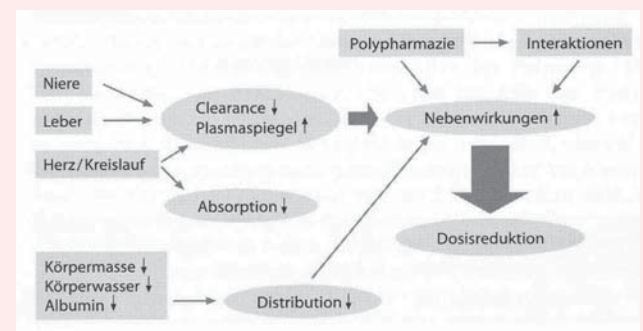 Polypharmazie
Interaktionen
Niere
Leber
Clearance ↓
Plasmaspiegel ↑
Nebenwirkungen ↑
Herz/Kreislauf
Absorption ↓
Dosisreduktion
Körpermasse ↓
Körperwasser ↓
Albumin ↓
Distribution ↓